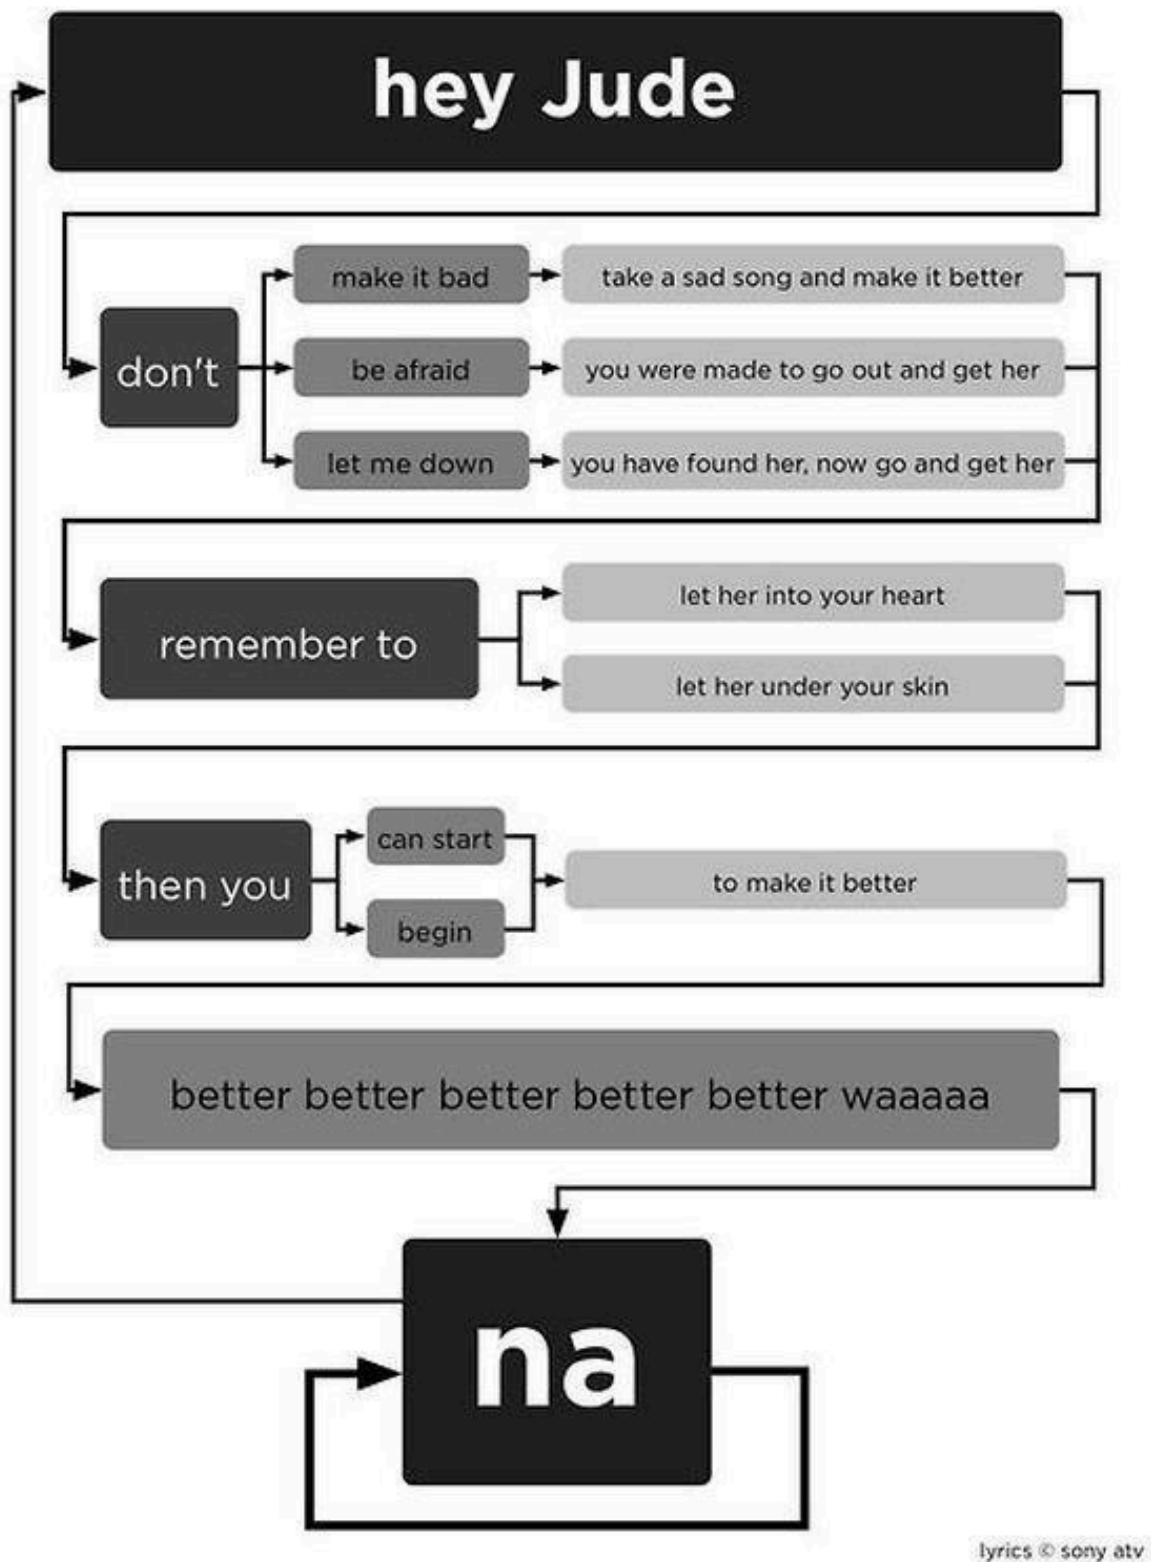 hey Jude
don't
make it bad
take a sad song and make it better
be afraid
you were made to go out and get her
let me down
you have found her, now go and get her
remember to
let her into your heart
let her under your skin
then you
can start
begin
to make it better
better better better better better waaaaa
na
lyrics © sony atv